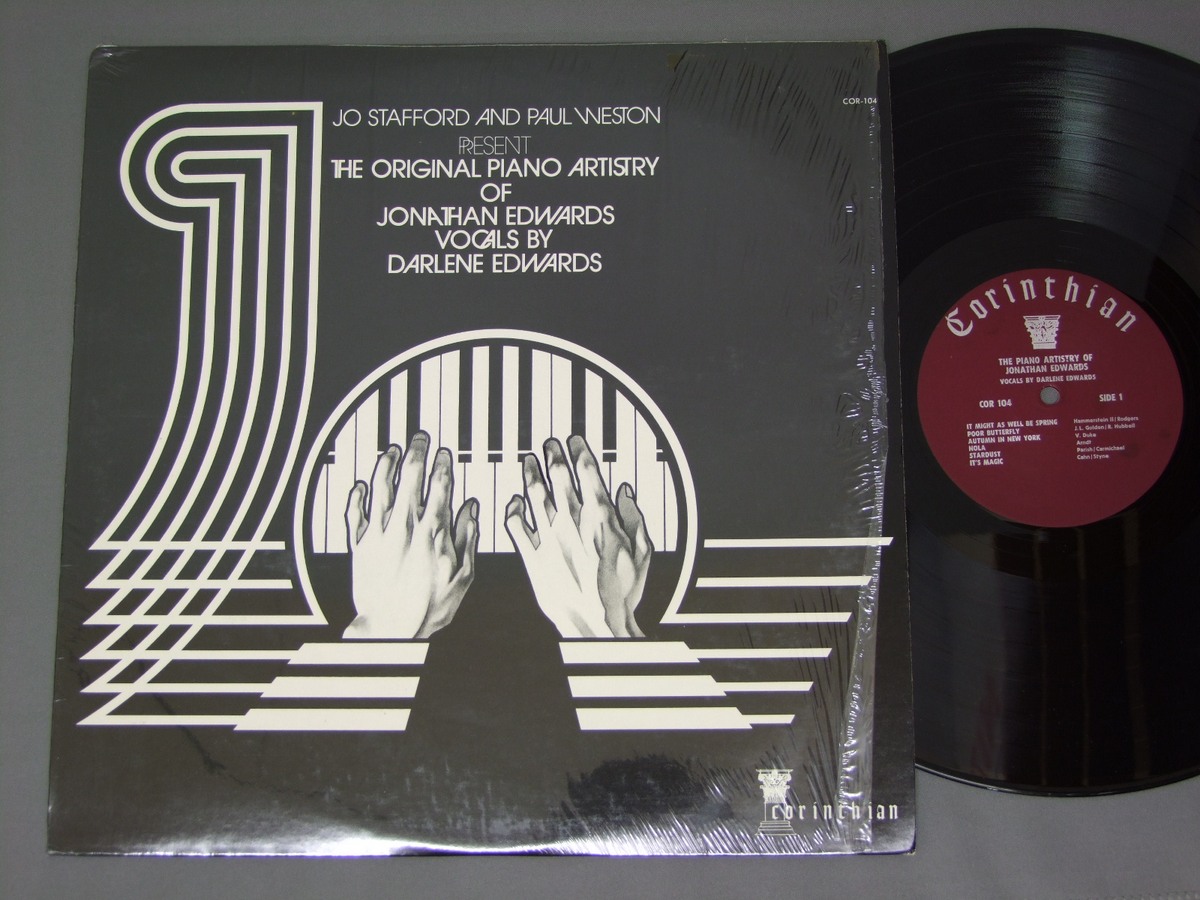 JO STAFFORD AND PAUL WESTON
PRESENT
THE ORIGINAL PIANO ARTISTRY
OF
JONATHAN EDWARDS
VOCALS BY
DARLENE EDWARDS
COR-104
corinthian
Corinthian
THE PIANO ARTISTRY OF
JONATHAN EDWARDS
VOCALS BY DARLENE EDWARDS
COR 104 SIDE 1
IT MIGHT AS WELL BE SPRING Hammerstein II/Rodgers
POOR BUTTERFLY J. L. Golden/R. Hubbell
AUTUMN IN NEW YORK V. Duke
NOLA Arndt
STARDUST Parish/Carmichael
IT'S MAGIC Cahn/Styne